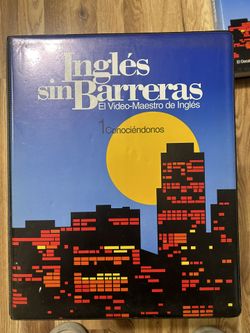 Inglés
sin Barreras
El Video-Maestro de Inglés
1 Conociéndonos